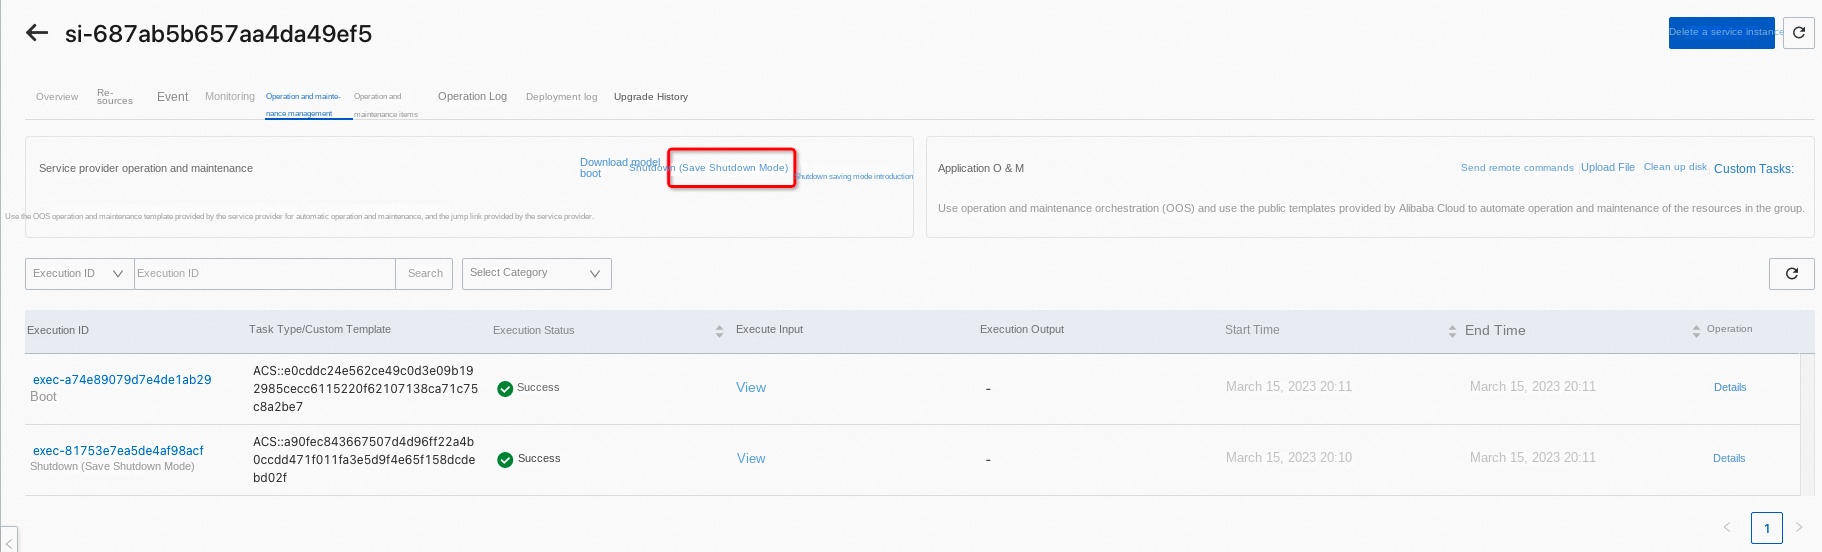 si-687ab5b657aa4da49ef5
Delete a service instance
Overview
Re-
sources
Event
Monitoring
Operation and mainte-
nance management
Operation and
maintenance items
Operation Log
Deployment log
Upgrade History
Service provider operation and maintenance
Download model
boot
Shutdown (Save Shutdown Mode)
Shutdown saving mode introduction
Use the OOS operation and maintenance template provided by the service provider for automatic operation and maintenance, and the jump link provided by the service provider.
Application O & M
Send remote commands
Upload File
Clean up disk
Custom Tasks:
Use operation and maintenance orchestration (OOS) and use the public templates provided by Alibaba Cloud to automate operation and maintenance of the resources in the group.
Execution ID
Execution ID
Search
Select Category
Execution ID
Task Type/Custom Template
Execution Status
Execute Input
Execution Output
Start Time
End Time
Operation
exec-a74e89079d7e4de1ab29
Boot
ACS::e0cddc24e562ce49c0d3e09b19
2985cecc6115220f62107138ca71c75
c8a2be7
Success
View
-
March 15, 2023 20:11
March 15, 2023 20:11
Details
exec-81753e7ea5de4af98acf
Shutdown (Save Shutdown Mode)
ACS::a90fec843667507d4d96ff22a4b
0ccdd471f011fa3e5d9f4e65f158dcde
bd02f
Success
View
-
March 15, 2023 20:10
March 15, 2023 20:11
Details
1